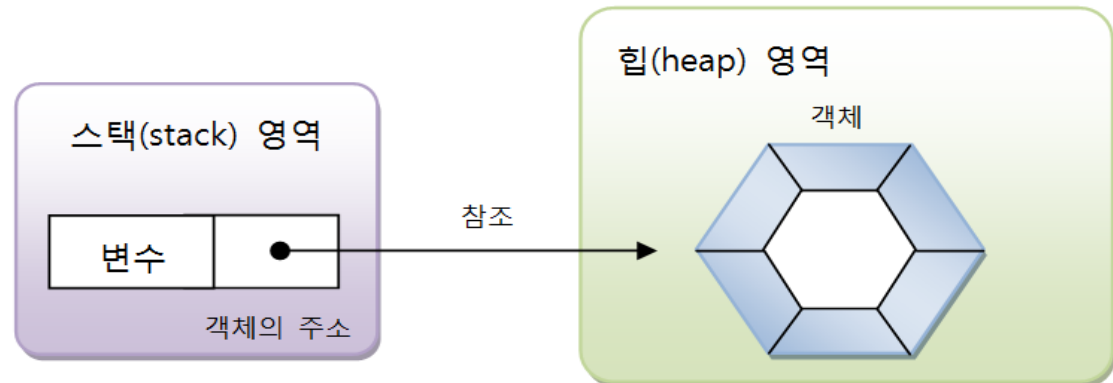 스택(stack) 영역
변수
객체의 주소
참조
힙(heap) 영역
객체